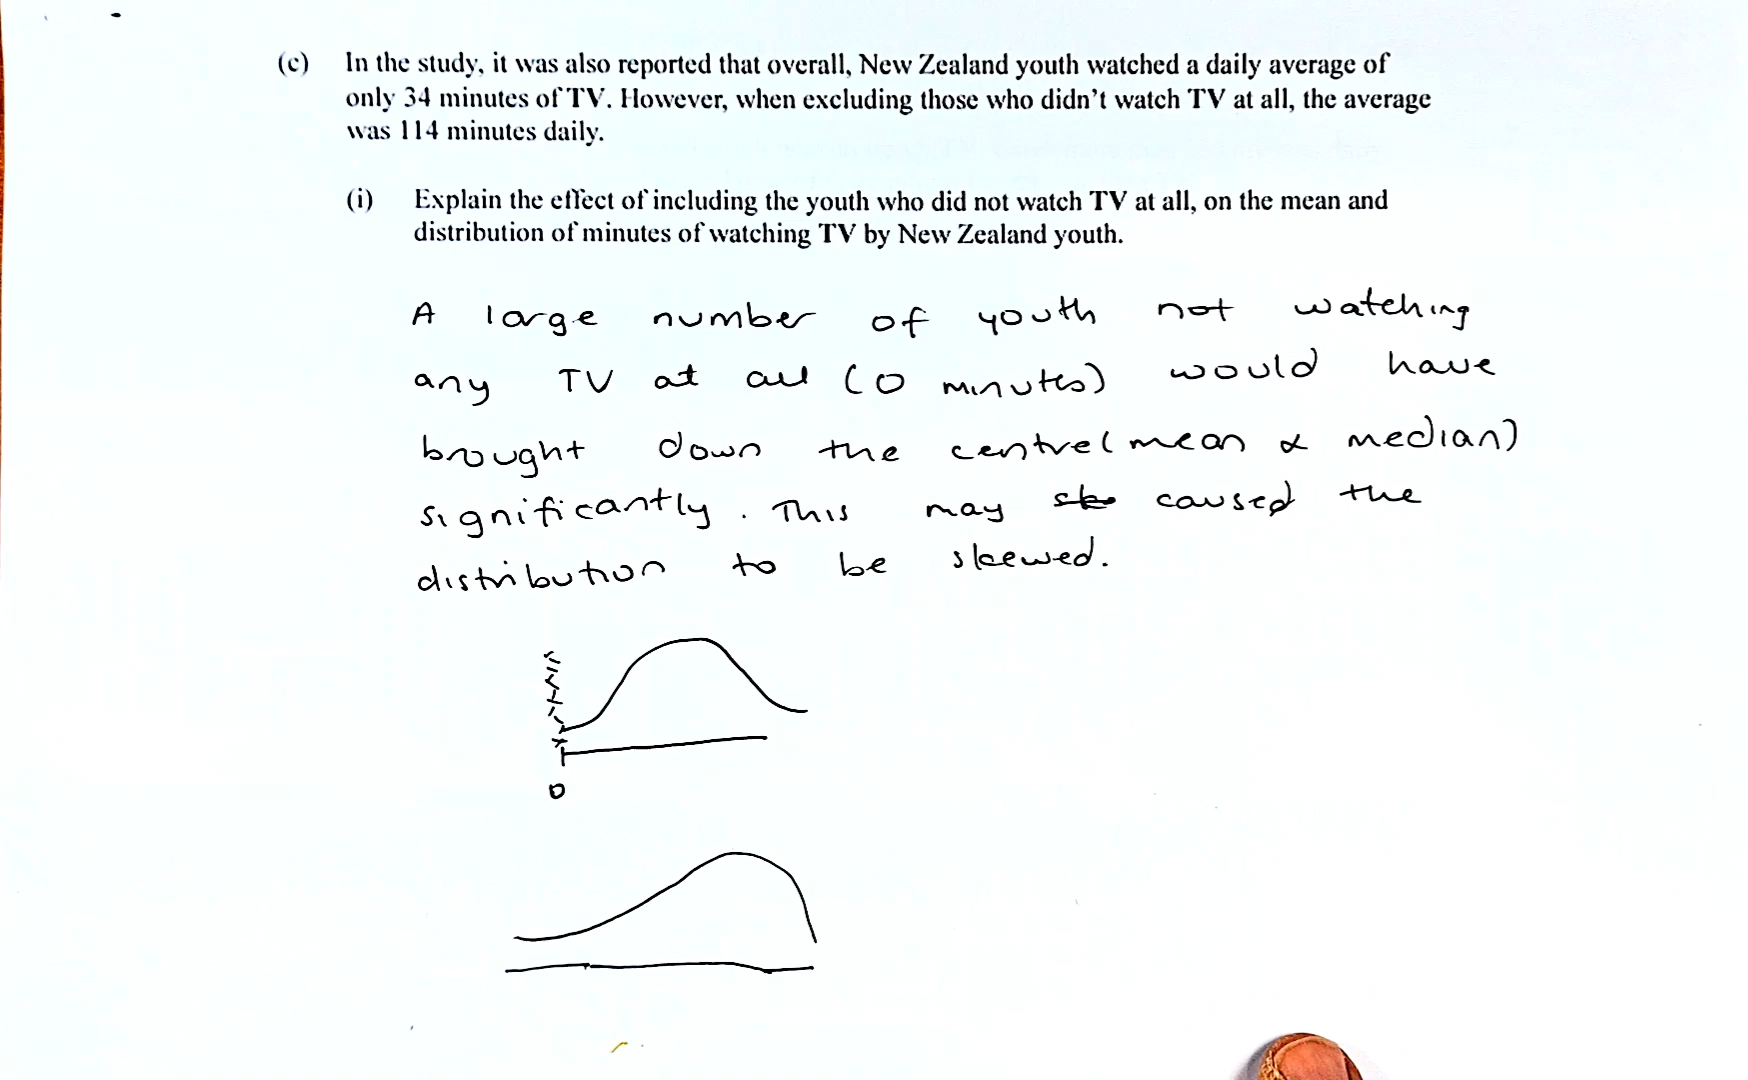 (c) In the study, it was also reported that overall, New Zealand youth watched a daily average of
only 34 minutes of TV. However, when excluding those who didn't watch TV at all, the average
was 114 minutes daily.
(i) Explain the effect of including the youth who did not watch TV at all, on the mean and
distribution of minutes of watching TV by New Zealand youth.
A large number of youth not watching
any TV at all (0 minutes) would have
brought down the centre (mean & median)
significantly. This may caused the
distribution to be skewed.
0